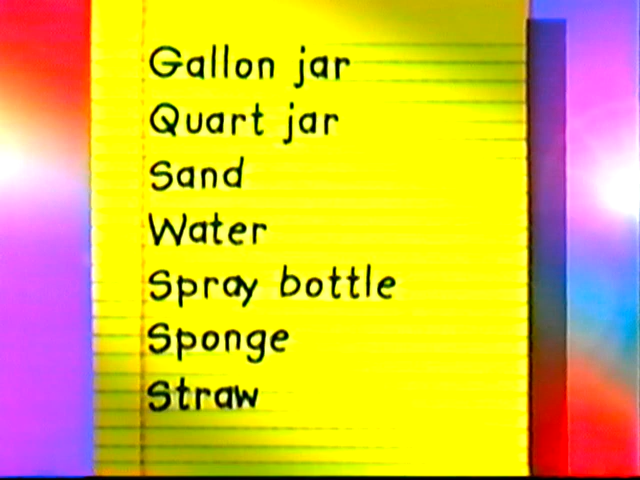 Gallon jar
Quart jar
Sand
Water
Spray bottle
Sponge
Straw